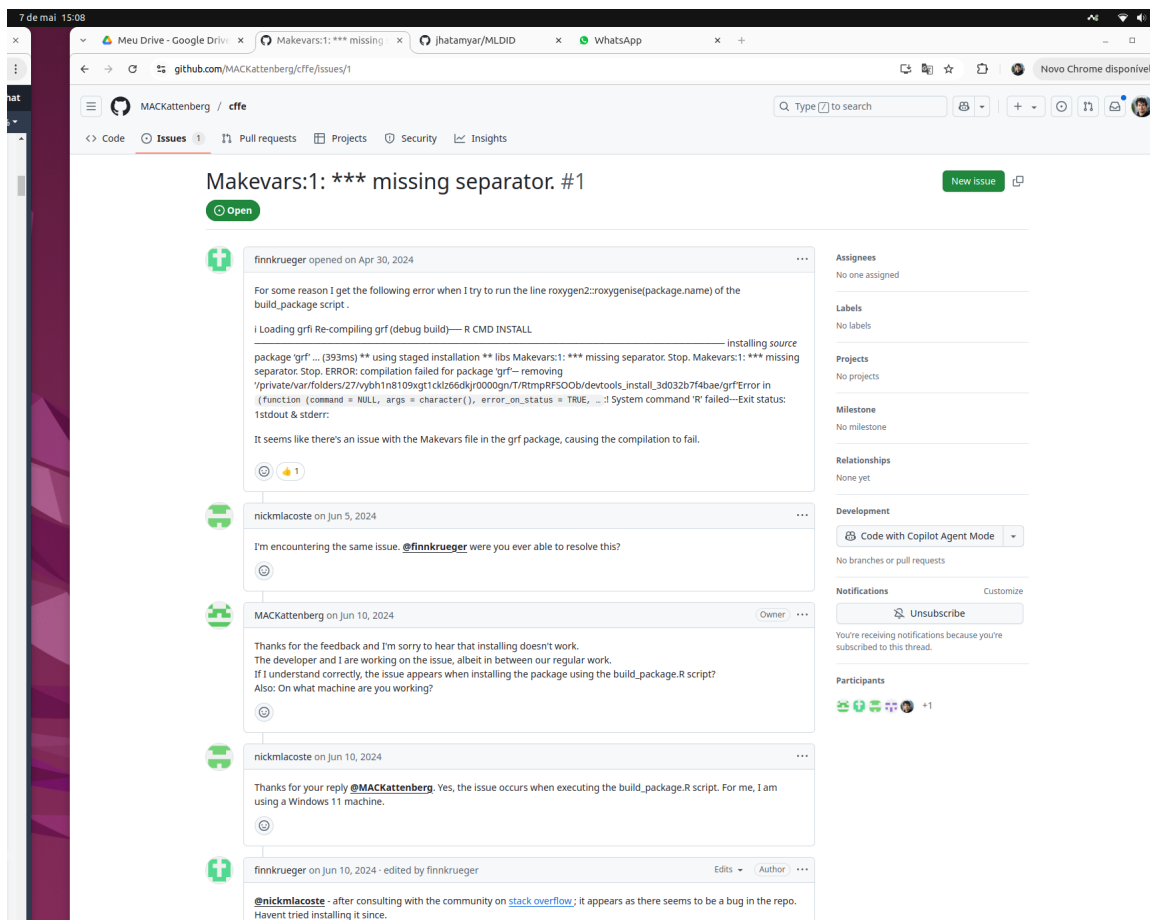 7 de mai 15:08
Meu Drive - Google Drive
Makevars:1: *** missing
jhatamyar/MLDID
WhatsApp
github.com/MACKattenberg/cffe/issues/1
Novo Chrome disponível
MACKattenberg / cffe
Type / to search
Code
Issues 1
Pull requests
Projects
Security
Insights
Makevars:1: *** missing separator. #1
New issue
Open
finnkrueger opened on Apr 30, 2024
For some reason I get the following error when I try to run the line roxygen2::roxygenise(package.name) of the
build_package script .
i Loading grfi Re-compiling grf (debug build)── R CMD INSTALL
───────────────────────────────────────────────── installing source
package 'grf' ... (393ms) ** using staged installation ** libs Makevars:1: *** missing separator. Stop. Makevars:1: *** missing
separator. Stop. ERROR: compilation failed for package 'grf'─ removing
'/private/var/folders/27/vybh1n8109xgt1cklz66dkjr0000gn/T/RtmpRFSOOb/devtools_install_3d032b7f4bae/grf'Error in
(function (command = NULL, args = character(), error_on_status = TRUE, … :! System command 'R' failed---Exit status:
1stdout & stderr:
It seems like there's an issue with the Makevars file in the grf package, causing the compilation to fail.
1
nickmlacoste on Jun 5, 2024
I'm encountering the same issue. @finnkrueger were you ever able to resolve this?
MACKattenberg on Jun 10, 2024
Owner
Thanks for the feedback and I'm sorry to hear that installing doesn't work.
The developer and I are working on the issue, albeit in between our regular work.
If I understand correctly, the issue appears when installing the package using the build_package.R script?
Also: On what machine are you working?
nickmlacoste on Jun 10, 2024
Thanks for your reply @MACKattenberg. Yes, the issue occurs when executing the build_package.R script. For me, I am
using a Windows 11 machine.
finnkrueger on Jun 10, 2024 · edited by finnkrueger
Edits
Author
@nickmlacoste - after consulting with the community on stack overflow ; it appears as there seems to be a bug in the repo.
Havent tried installing it since.
Assignees
No one assigned
Labels
No labels
Projects
No projects
Milestone
No milestone
Relationships
None yet
Development
Code with Copilot Agent Mode
No branches or pull requests
Notifications
Customize
Unsubscribe
You're receiving notifications because you're
subscribed to this thread.
Participants
+1